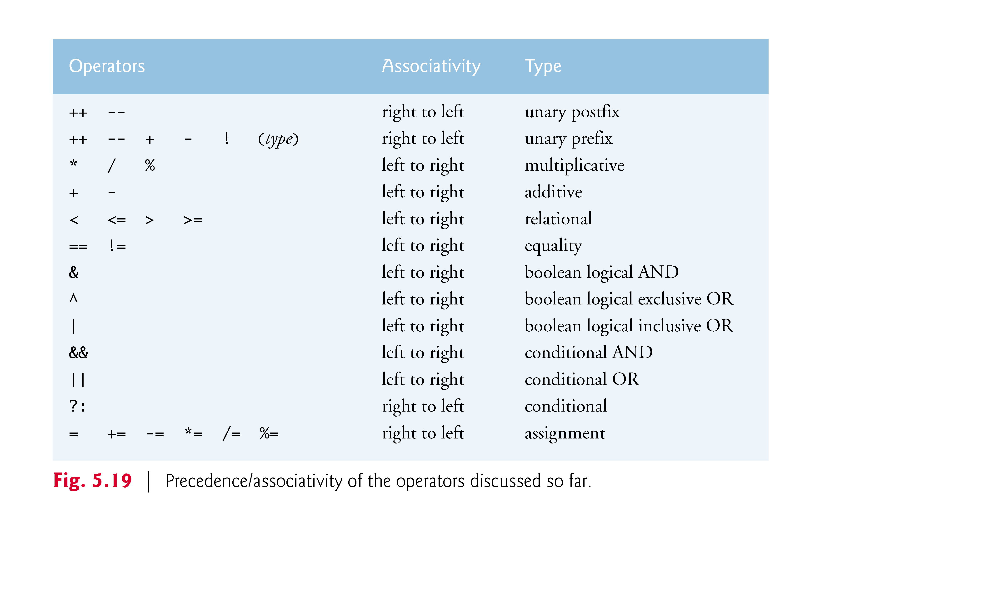 Operators Associativity Type
++ -- right to left unary postfix
++ -- + - ! (type) right to left unary prefix
* / % left to right multiplicative
+ - left to right additive
< <= > >= left to right relational
== != left to right equality
& left to right boolean logical AND
^ left to right boolean logical exclusive OR
| left to right boolean logical inclusive OR
&& left to right conditional AND
|| left to right conditional OR
?: right to left conditional
= += -= *= /= %= right to left assignment
Fig. 5.19 | Precedence/associativity of the operators discussed so far.